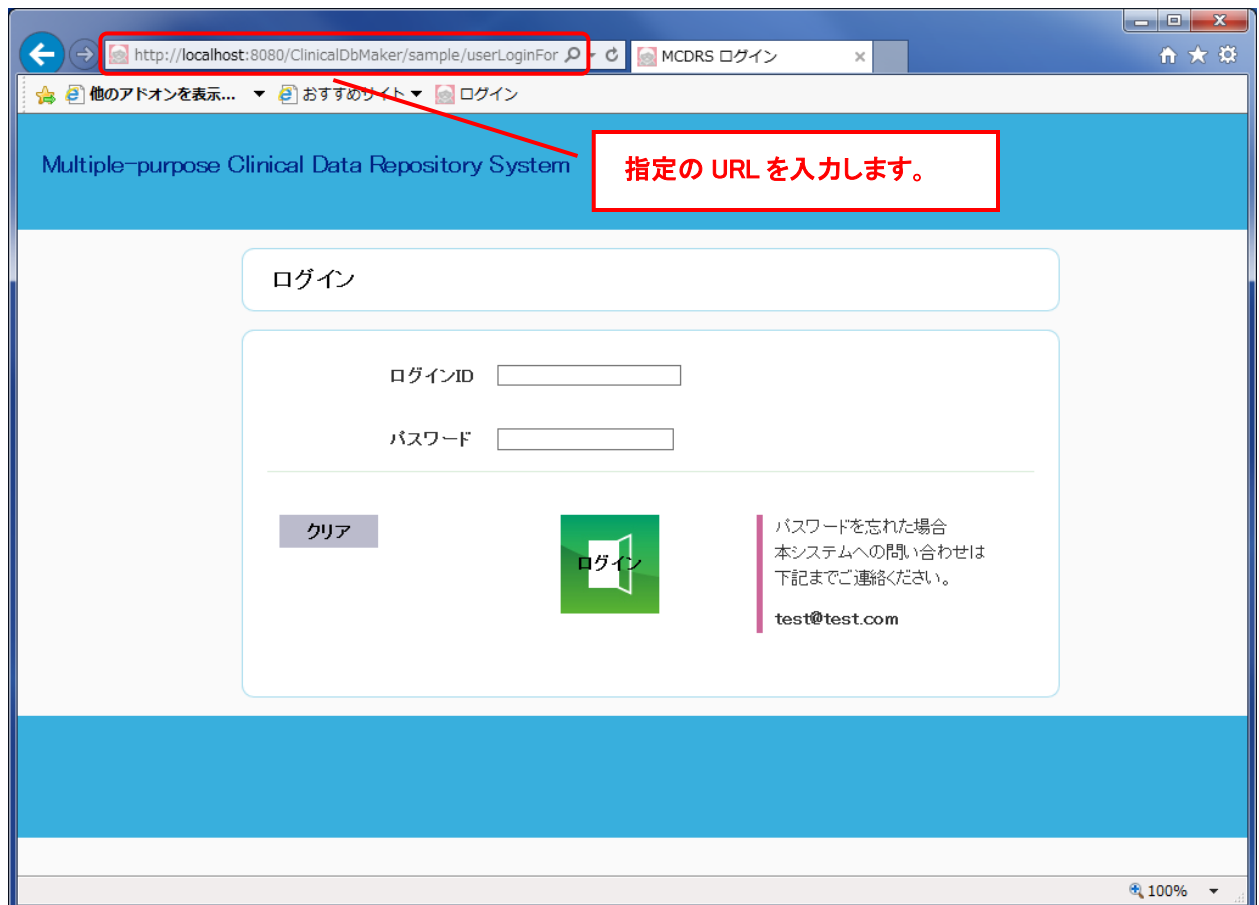 http://localhost:8080/ClinicalDbMaker/sample/userLoginFor
MCDRS ログイン
他のアドオンを表示...
おすすめサイト
ログイン
Multiple-purpose Clinical Data Repository System
指定の URL を入力します。
ログイン
ログインID
パスワード
クリア
ログイン
パスワードを忘れた場合
本システムへの問い合わせは
下記までご連絡ください。
test@test.com
100%